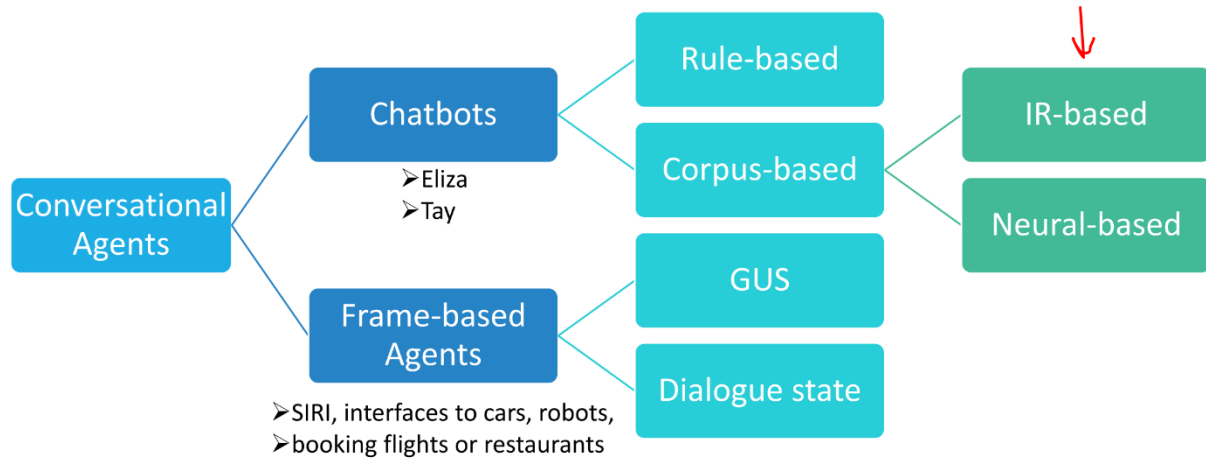 Conversational
Agents
Chatbots
➢Eliza
➢Tay
Frame-based
Agents
➢SIRI, interfaces to cars, robots,
➢booking flights or restaurants
Rule-based
Corpus-based
GUS
Dialogue state
IR-based
Neural-based